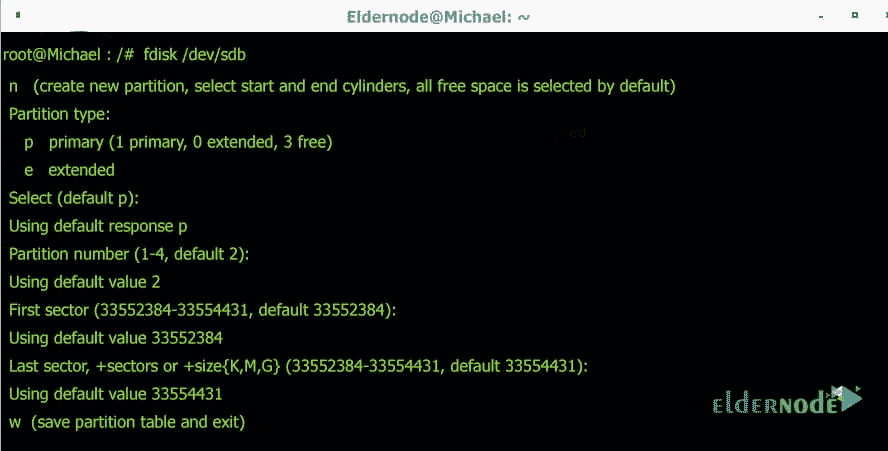 Eldernode@Michael: ~
root@Michael : /# fdisk /dev/sdb
n (create new partition, select start and end cylinders, all free space is selected by default)
Partition type:
p primary (1 primary, 0 extended, 3 free)
e extended
Select (default p):
Using default response p
Partition number (1-4, default 2):
Using default value 2
First sector (33552384-33554431, default 33552384):
Using default value 33552384
Last sector, +sectors or +size{K,M,G} (33552384-33554431, default 33554431):
Using default value 33554431
w (save partition table and exit)
eldernode